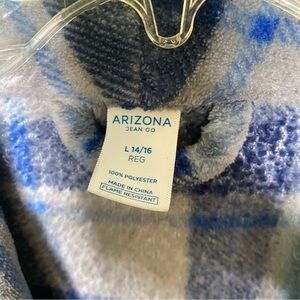 ARIZONA
JEAN CO.
L 14/16
REG
100% POLYESTER
MADE IN CHINA
FLAME RESISTANT